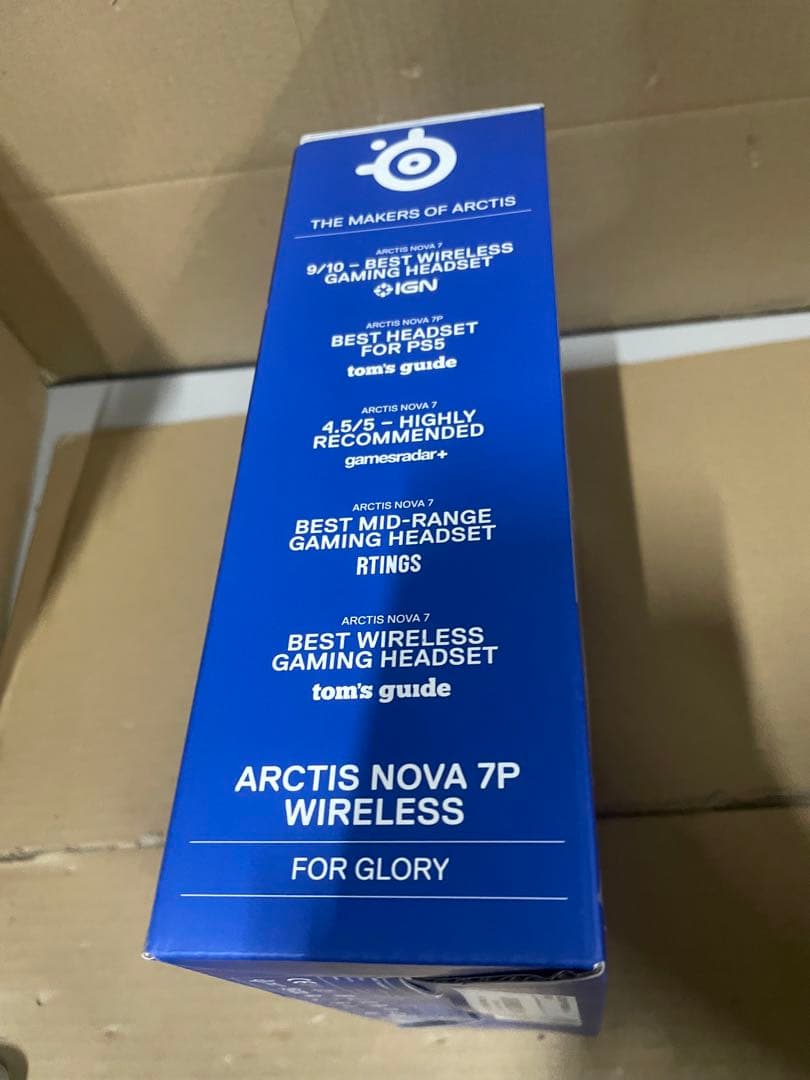 THE MAKERS OF ARCTIS
ARCTIS NOVA 7
9/10 – BEST WIRELESS
GAMING HEADSET
IGN
ARCTIS NOVA 7P
BEST HEADSET
FOR PS5
tom's guide
ARCTIS NOVA 7
4.5/5 – HIGHLY
RECOMMENDED
gamesradar+
ARCTIS NOVA 7
BEST MID-RANGE
GAMING HEADSET
RTINGS
ARCTIS NOVA 7
BEST WIRELESS
GAMING HEADSET
tom's guide
ARCTIS NOVA 7P
WIRELESS
FOR GLORY